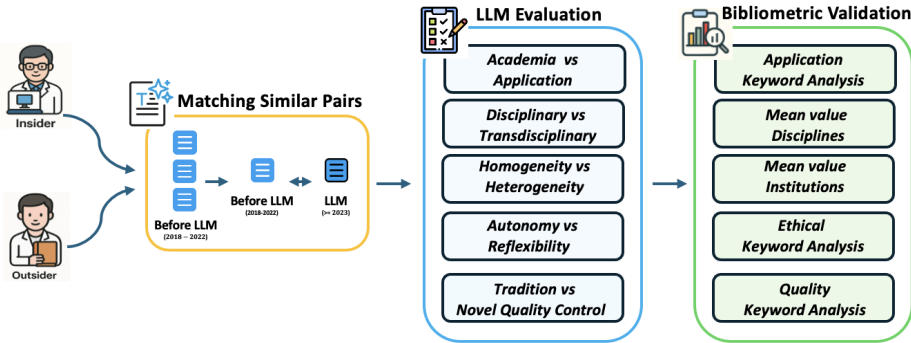 Insider
Outsider
T
Matching Similar Pairs
Before LLM
(2018 – 2022)
Before LLM
(2018-2022)
LLM
(>= 2023)
LLM Evaluation
Academia vs
Application
Disciplinary vs
Transdisciplinary
Homogeneity vs
Heterogeneity
Autonomy vs
Reflexibility
Tradition vs
Novel Quality Control
Bibliometric Validation
Application
Keyword Analysis
Mean value
Disciplines
Mean value
Institutions
Ethical
Keyword Analysis
Quality
Keyword Analysis